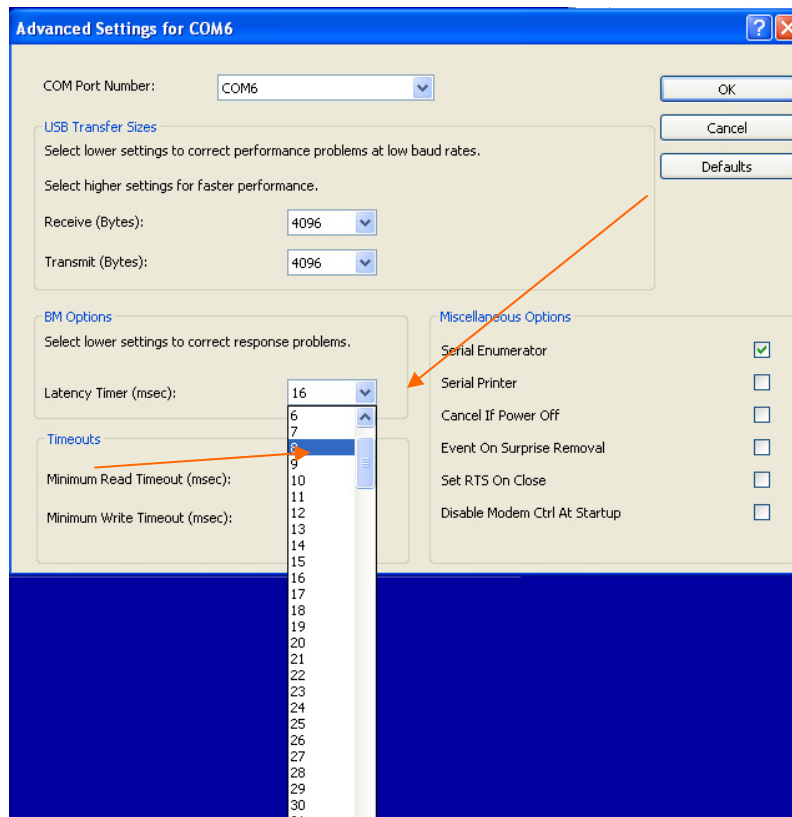 Advanced Settings for COM6
COM Port Number: COM6
OK
Cancel
Defaults
USB Transfer Sizes
Select lower settings to correct performance problems at low baud rates.
Select higher settings for faster performance.
Receive (Bytes): 4096
Transmit (Bytes): 4096
BM Options
Select lower settings to correct response problems.
Latency Timer (msec): 16
6
7
8
9
10
11
12
13
14
15
16
17
18
19
20
21
22
23
24
25
26
27
28
29
30
Timeouts
Minimum Read Timeout (msec):
Minimum Write Timeout (msec):
Miscellaneous Options
Serial Enumerator
Serial Printer
Cancel If Power Off
Event On Surprise Removal
Set RTS On Close
Disable Modem Ctrl At Startup